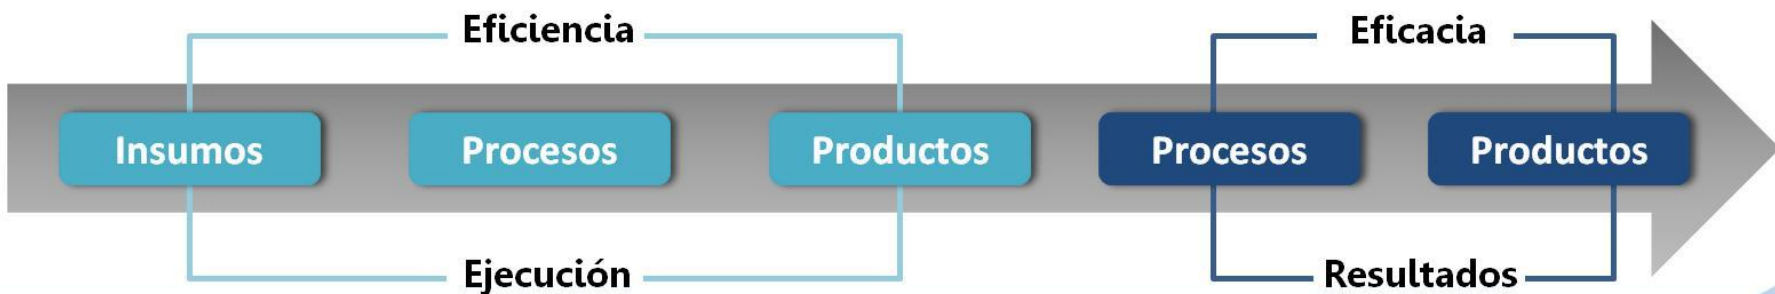 Eficiencia
Eficacia
Insumos
Procesos
Productos
Procesos
Productos
Ejecución
Resultados